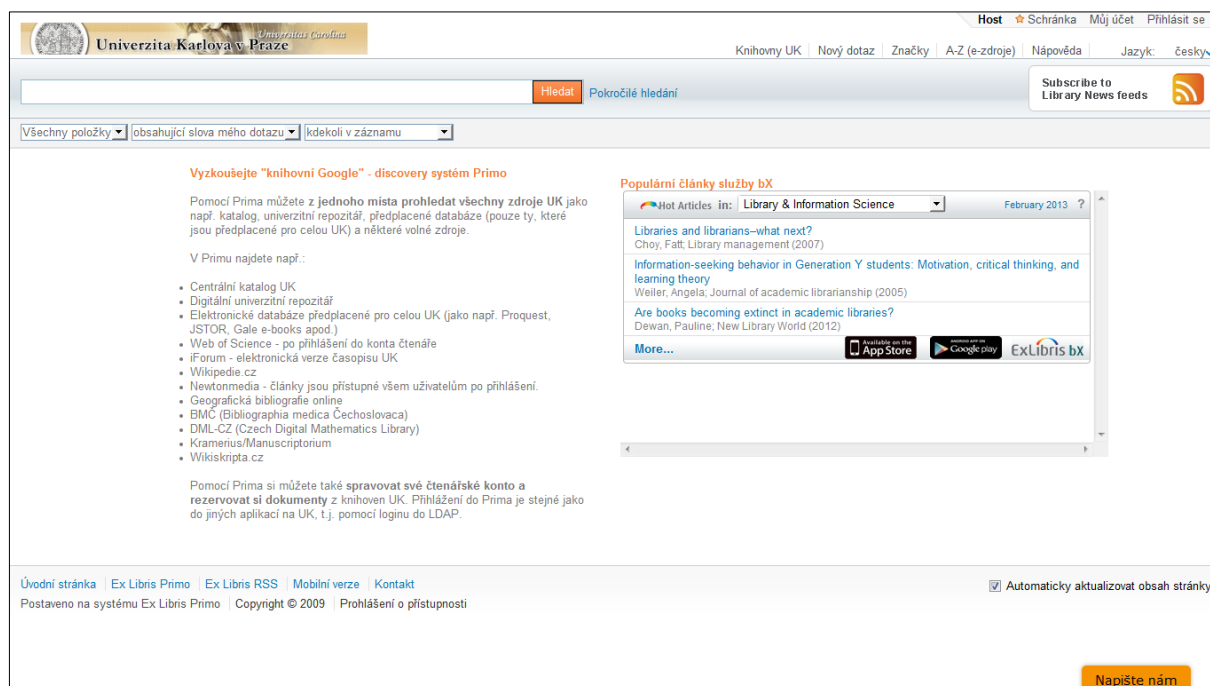 Host Schránka Můj účet Přihlásit se
Universitas Carolina
Univerzita Karlova v Praze
Knihovny UK Nový dotaz Značky A-Z (e-zdroje) Nápověda Jazyk: česky
Hledat Pokročilé hledání
Subscribe to
Library News feeds
Všechny položky obsahující slova mého dotazu kdekoli v záznamu
Vyzkoušejte "knihovní Google" - discovery systém Primo
Pomocí Prima můžete z jednoho místa prohledat všechny zdroje UK jako
např. katalog, univerzitní repozitář, předplacené databáze (pouze ty, které
jsou předplacené pro celou UK) a některé volné zdroje.
V Primu najdete např.:
Centrální katalog UK
Digitální univerzitní repozitář
Elektronické databáze předplacené pro celou UK (jako např. Proquest,
JSTOR, Gale e-books apod.)
Web of Science - po přihlášení do konta čtenáře
iForum - elektronická verze časopisu UK
Wikipedie.cz
Newtonmedia - články jsou přístupné všem uživatelům po přihlášení.
Geografická bibliografie online
BMČ (Bibliographia medica Čechoslovaca)
DML-CZ (Czech Digital Mathematics Library)
Kramerius/Manuscriptorium
Wikiskripta.cz
Pomocí Prima si můžete také spravovat své čtenářské konto a
rezervovat si dokumenty z knihoven UK. Přihlážení do Prima je stejné jako
do jiných aplikací na UK, t.j. pomocí loginu do LDAP.
Populární články služby bX
Hot Articles in: Library & Information Science February 2013 ?
Libraries and librarians–what next?
Choy, Fatt; Library management (2007)
Information-seeking behavior in Generation Y students: Motivation, critical thinking, and
learning theory
Weiler, Angela; Journal of academic librarianship (2005)
Are books becoming extinct in academic libraries?
Dewan, Pauline; New Library World (2012)
More... Available on the App Store ANDROID APP ON Google play ExLibris bX
Úvodní stránka Ex Libris Primo Ex Libris RSS Mobilní verze Kontakt
Automaticky aktualizovat obsah stránky
Postaveno na systému Ex Libris Primo Copyright © 2009 Prohlášení o přístupnosti
Napište nám